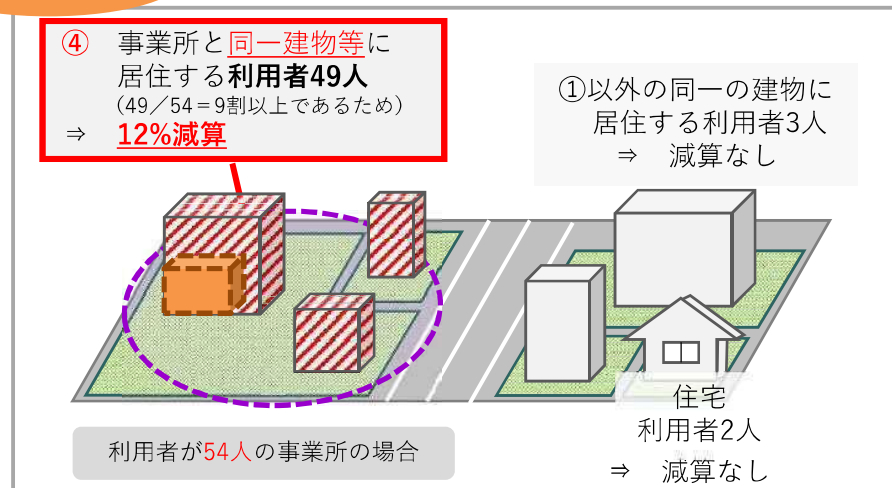 ④ 事業所と同一建物等に
居住する利用者49人
(49/54=9割以上であるため)
⇒ 12%減算
①以外の同一の建物に
居住する利用者3人
⇒ 減算なし
住宅
利用者2人
⇒ 減算なし
利用者が54人の事業所の場合